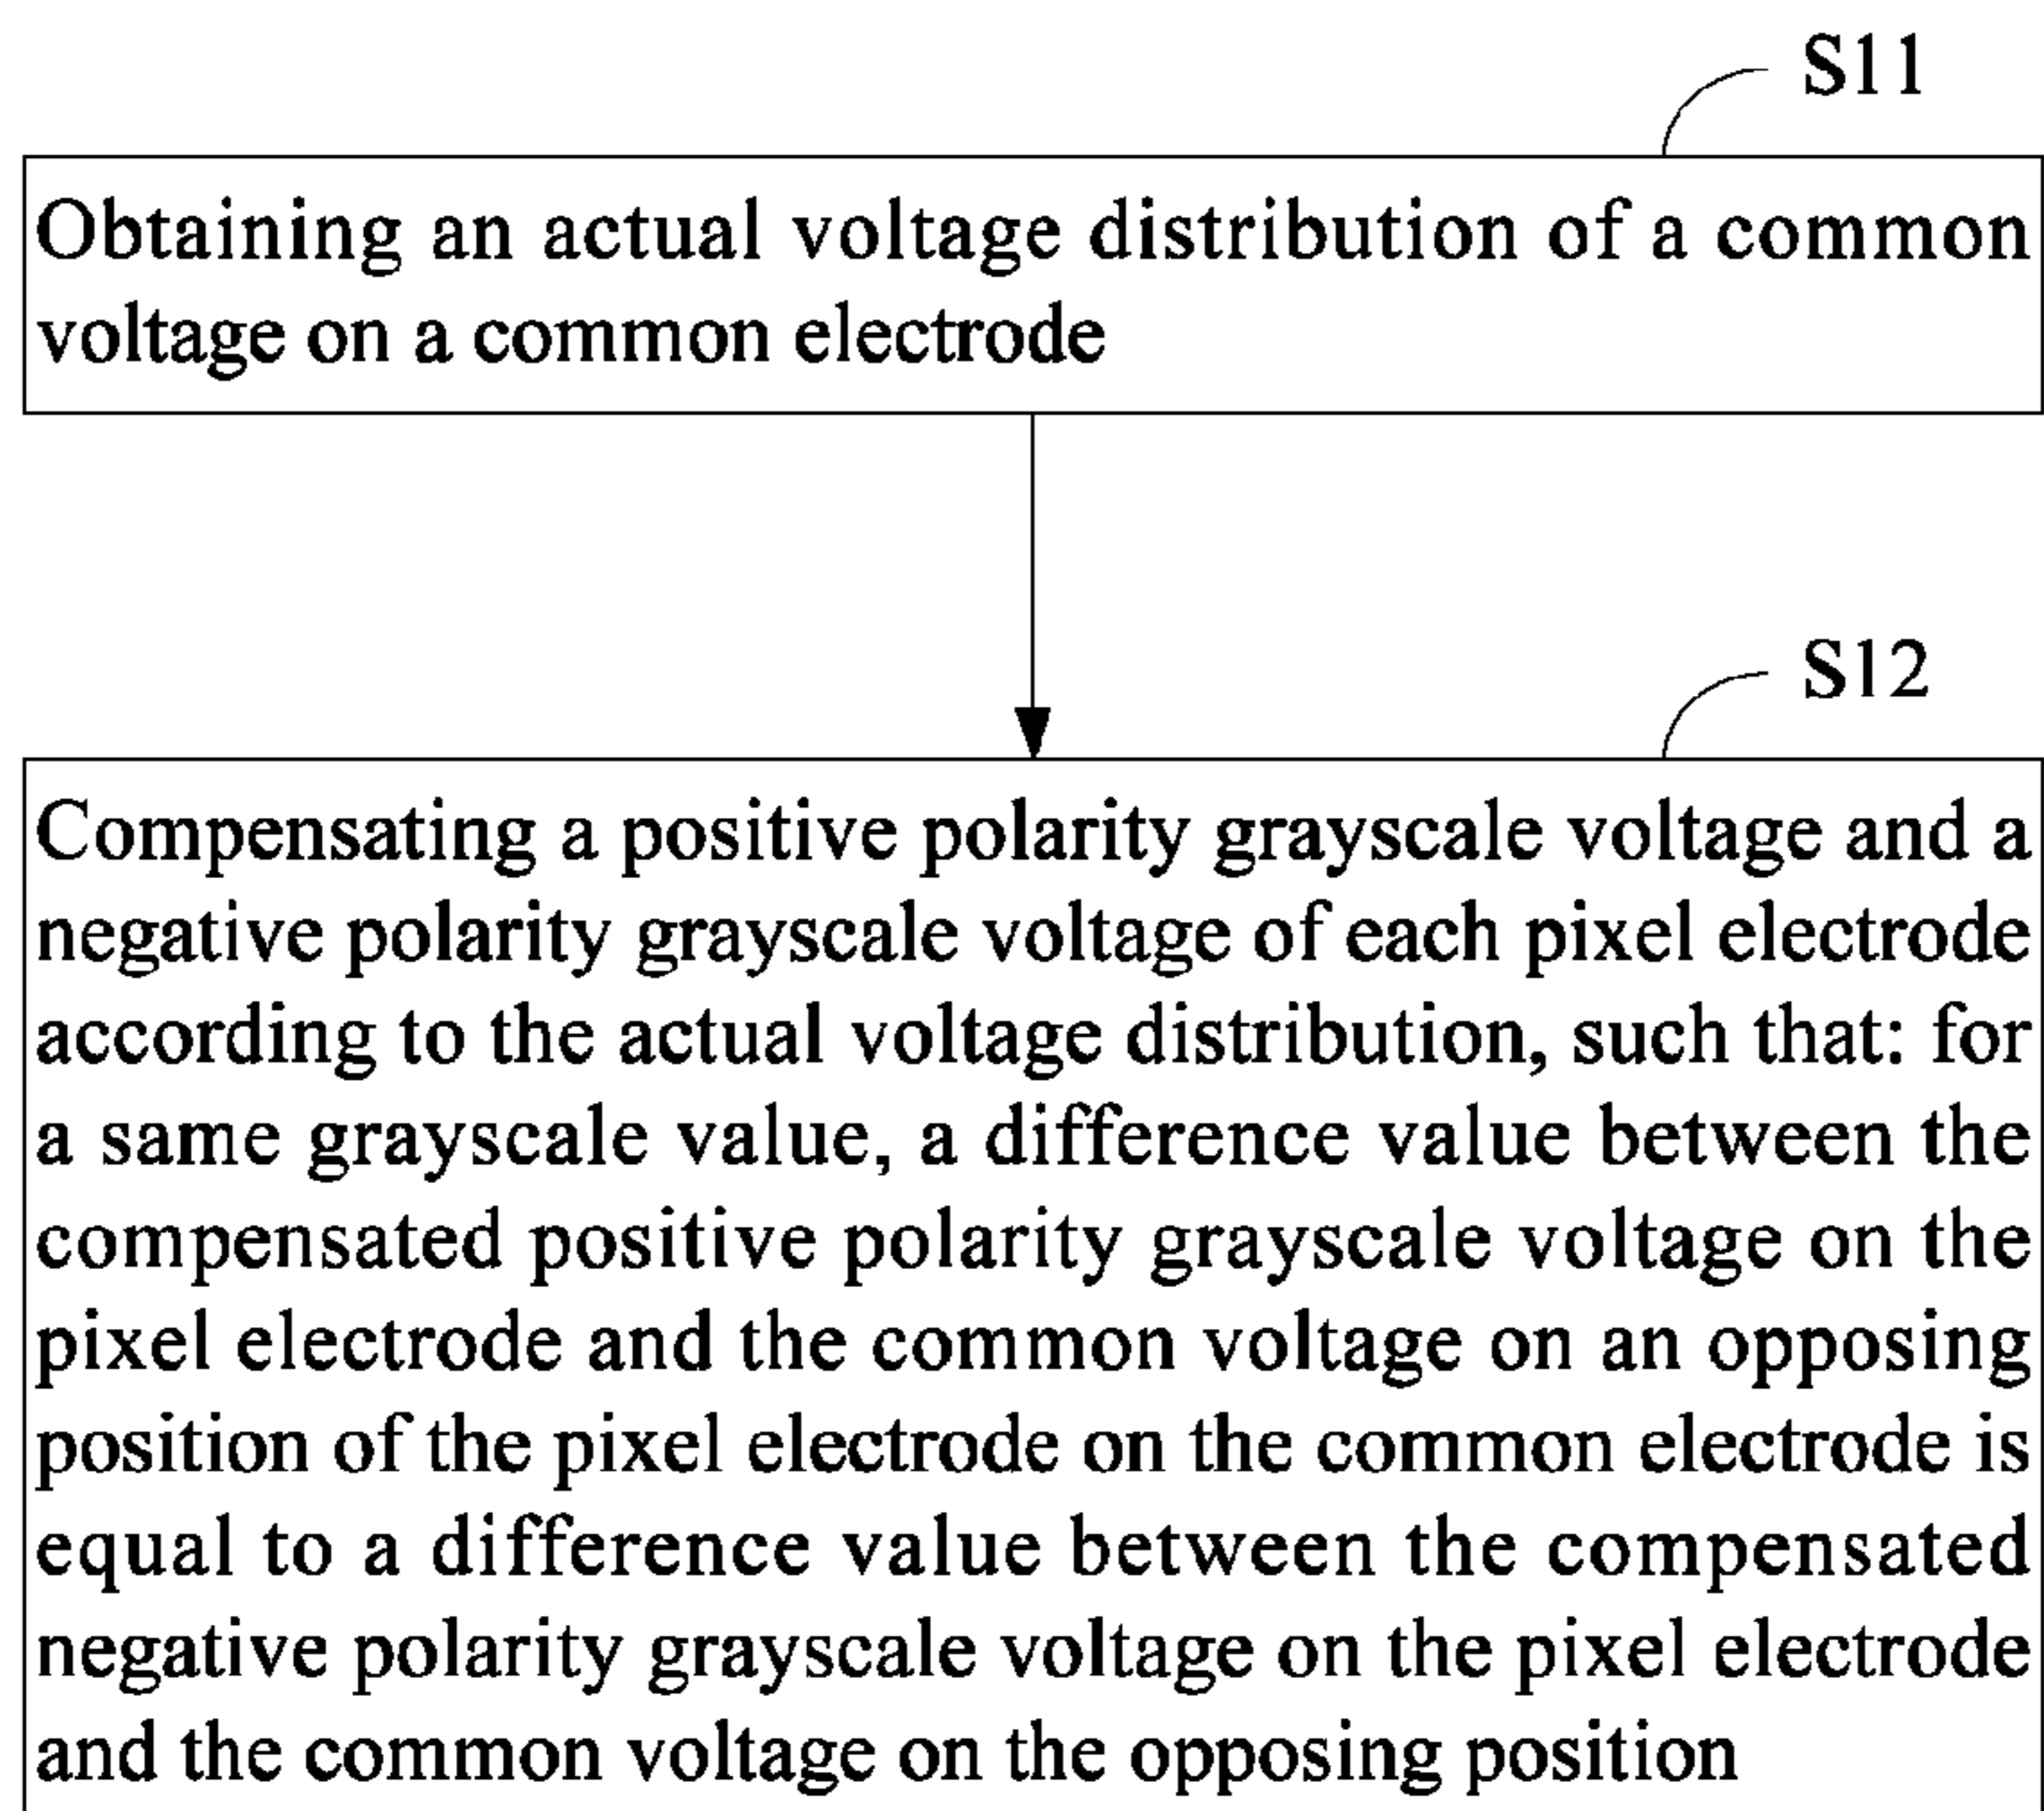 S11
Obtaining an actual voltage distribution of a common
voltage on a common electrode
S12
Compensating a positive polarity grayscale voltage and a
negative polarity grayscale voltage of each pixel electrode
according to the actual voltage distribution, such that: for
a same grayscale value, a difference value between the
compensated positive polarity grayscale voltage on the
pixel electrode and the common voltage on an opposing
position of the pixel electrode on the common electrode is
equal to a difference value between the compensated
negative polarity grayscale voltage on the pixel electrode
and the common voltage on the opposing position